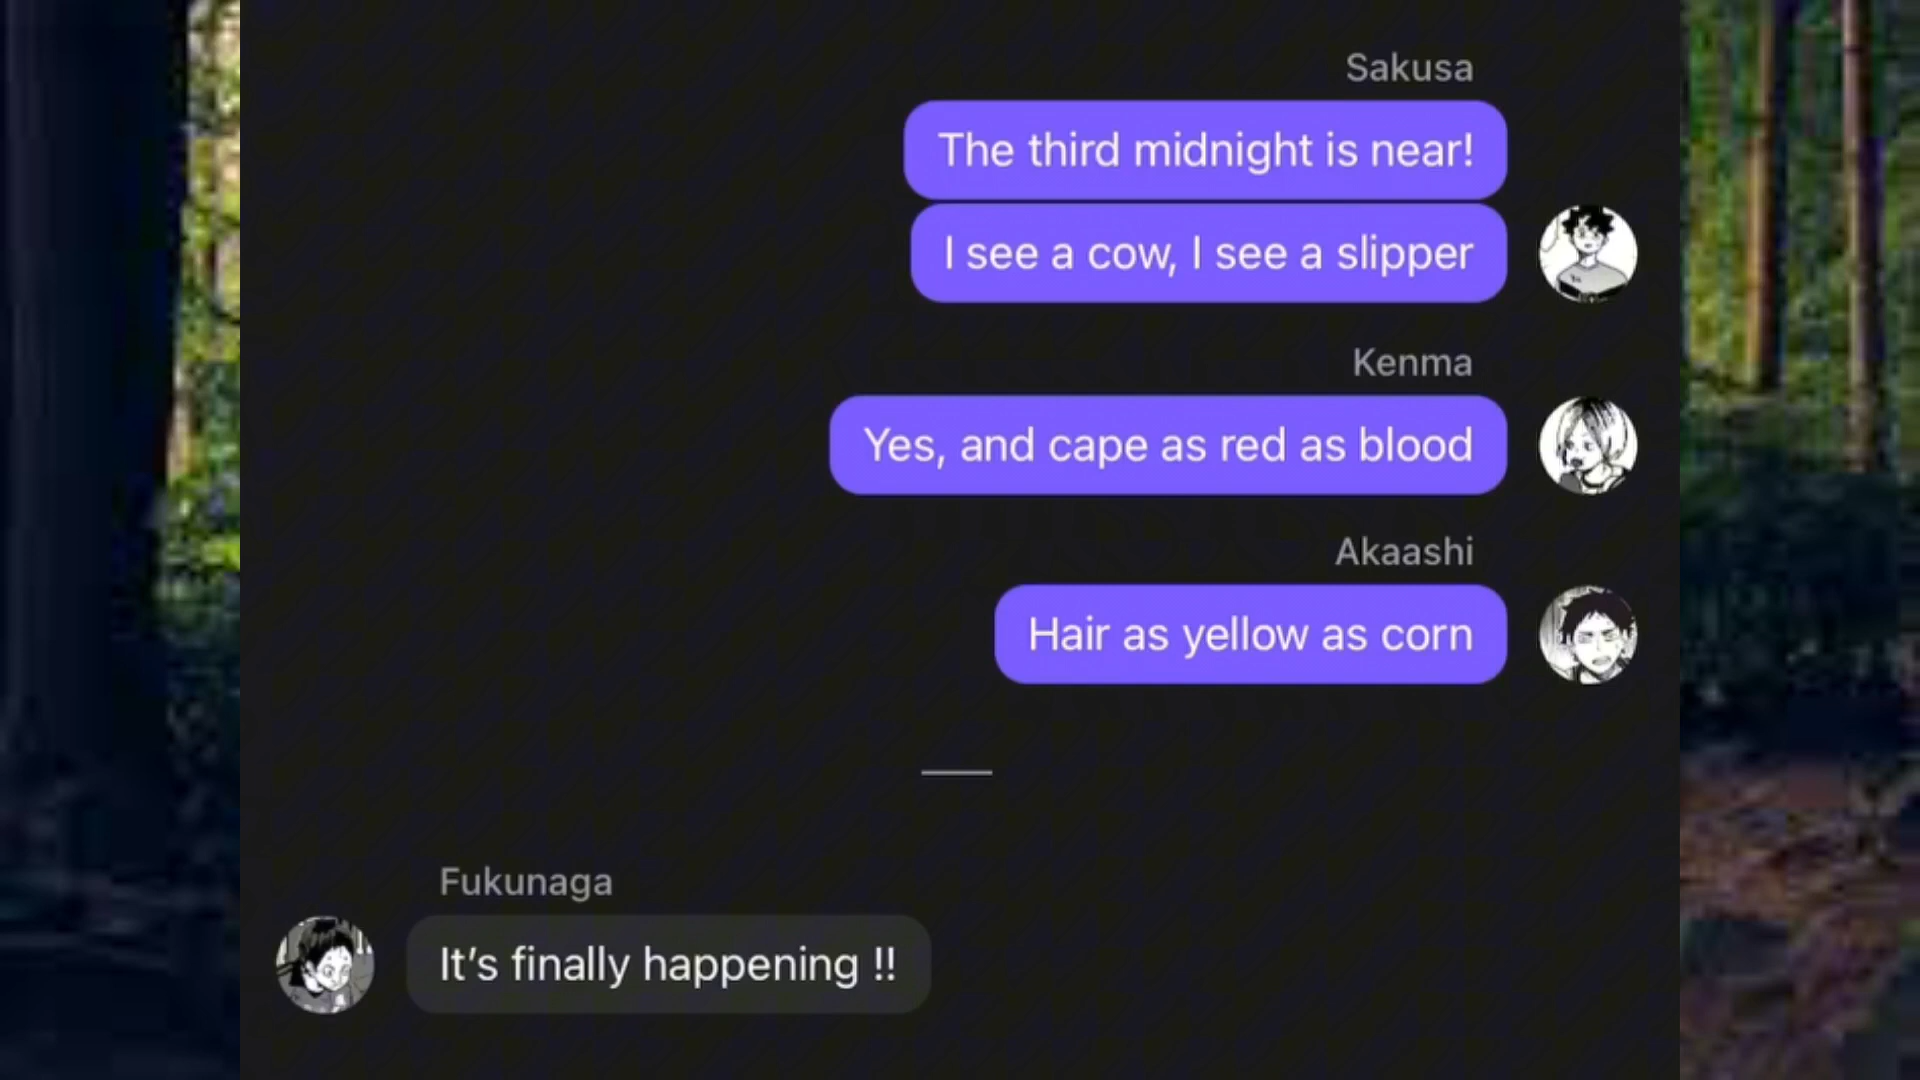 Sakusa
The third midnight is near!
I see a cow, I see a slipper
Kenma
Yes, and cape as red as blood
Akaashi
Hair as yellow as corn
Fukunaga
It’s finally happening !!